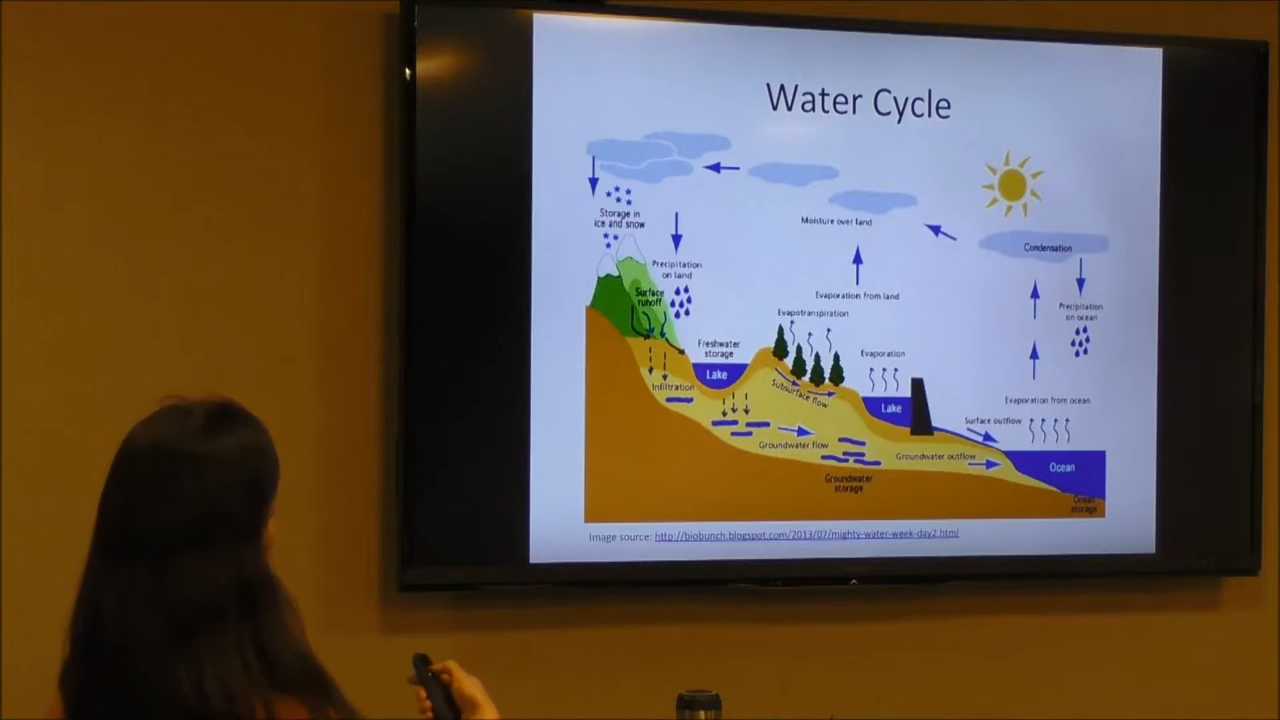 Water Cycle
Storage in
ice and snow
Moisture over land
Condensation
Precipitation
on land
Surface
runoff
Evaporation from land
Precipitation
on ocean
Evapotranspiration
Freshwater
storage
Evaporation
Lake
Infiltration
Subsurface flow
Lake
Evaporation from ocean
Surface outflow
Groundwater flow
Groundwater outflow
Ocean
Groundwater
storage
Ocean
storage
Image source: http://biobunch.blogspot.com/2013/07/mighty-water-week-day2.html